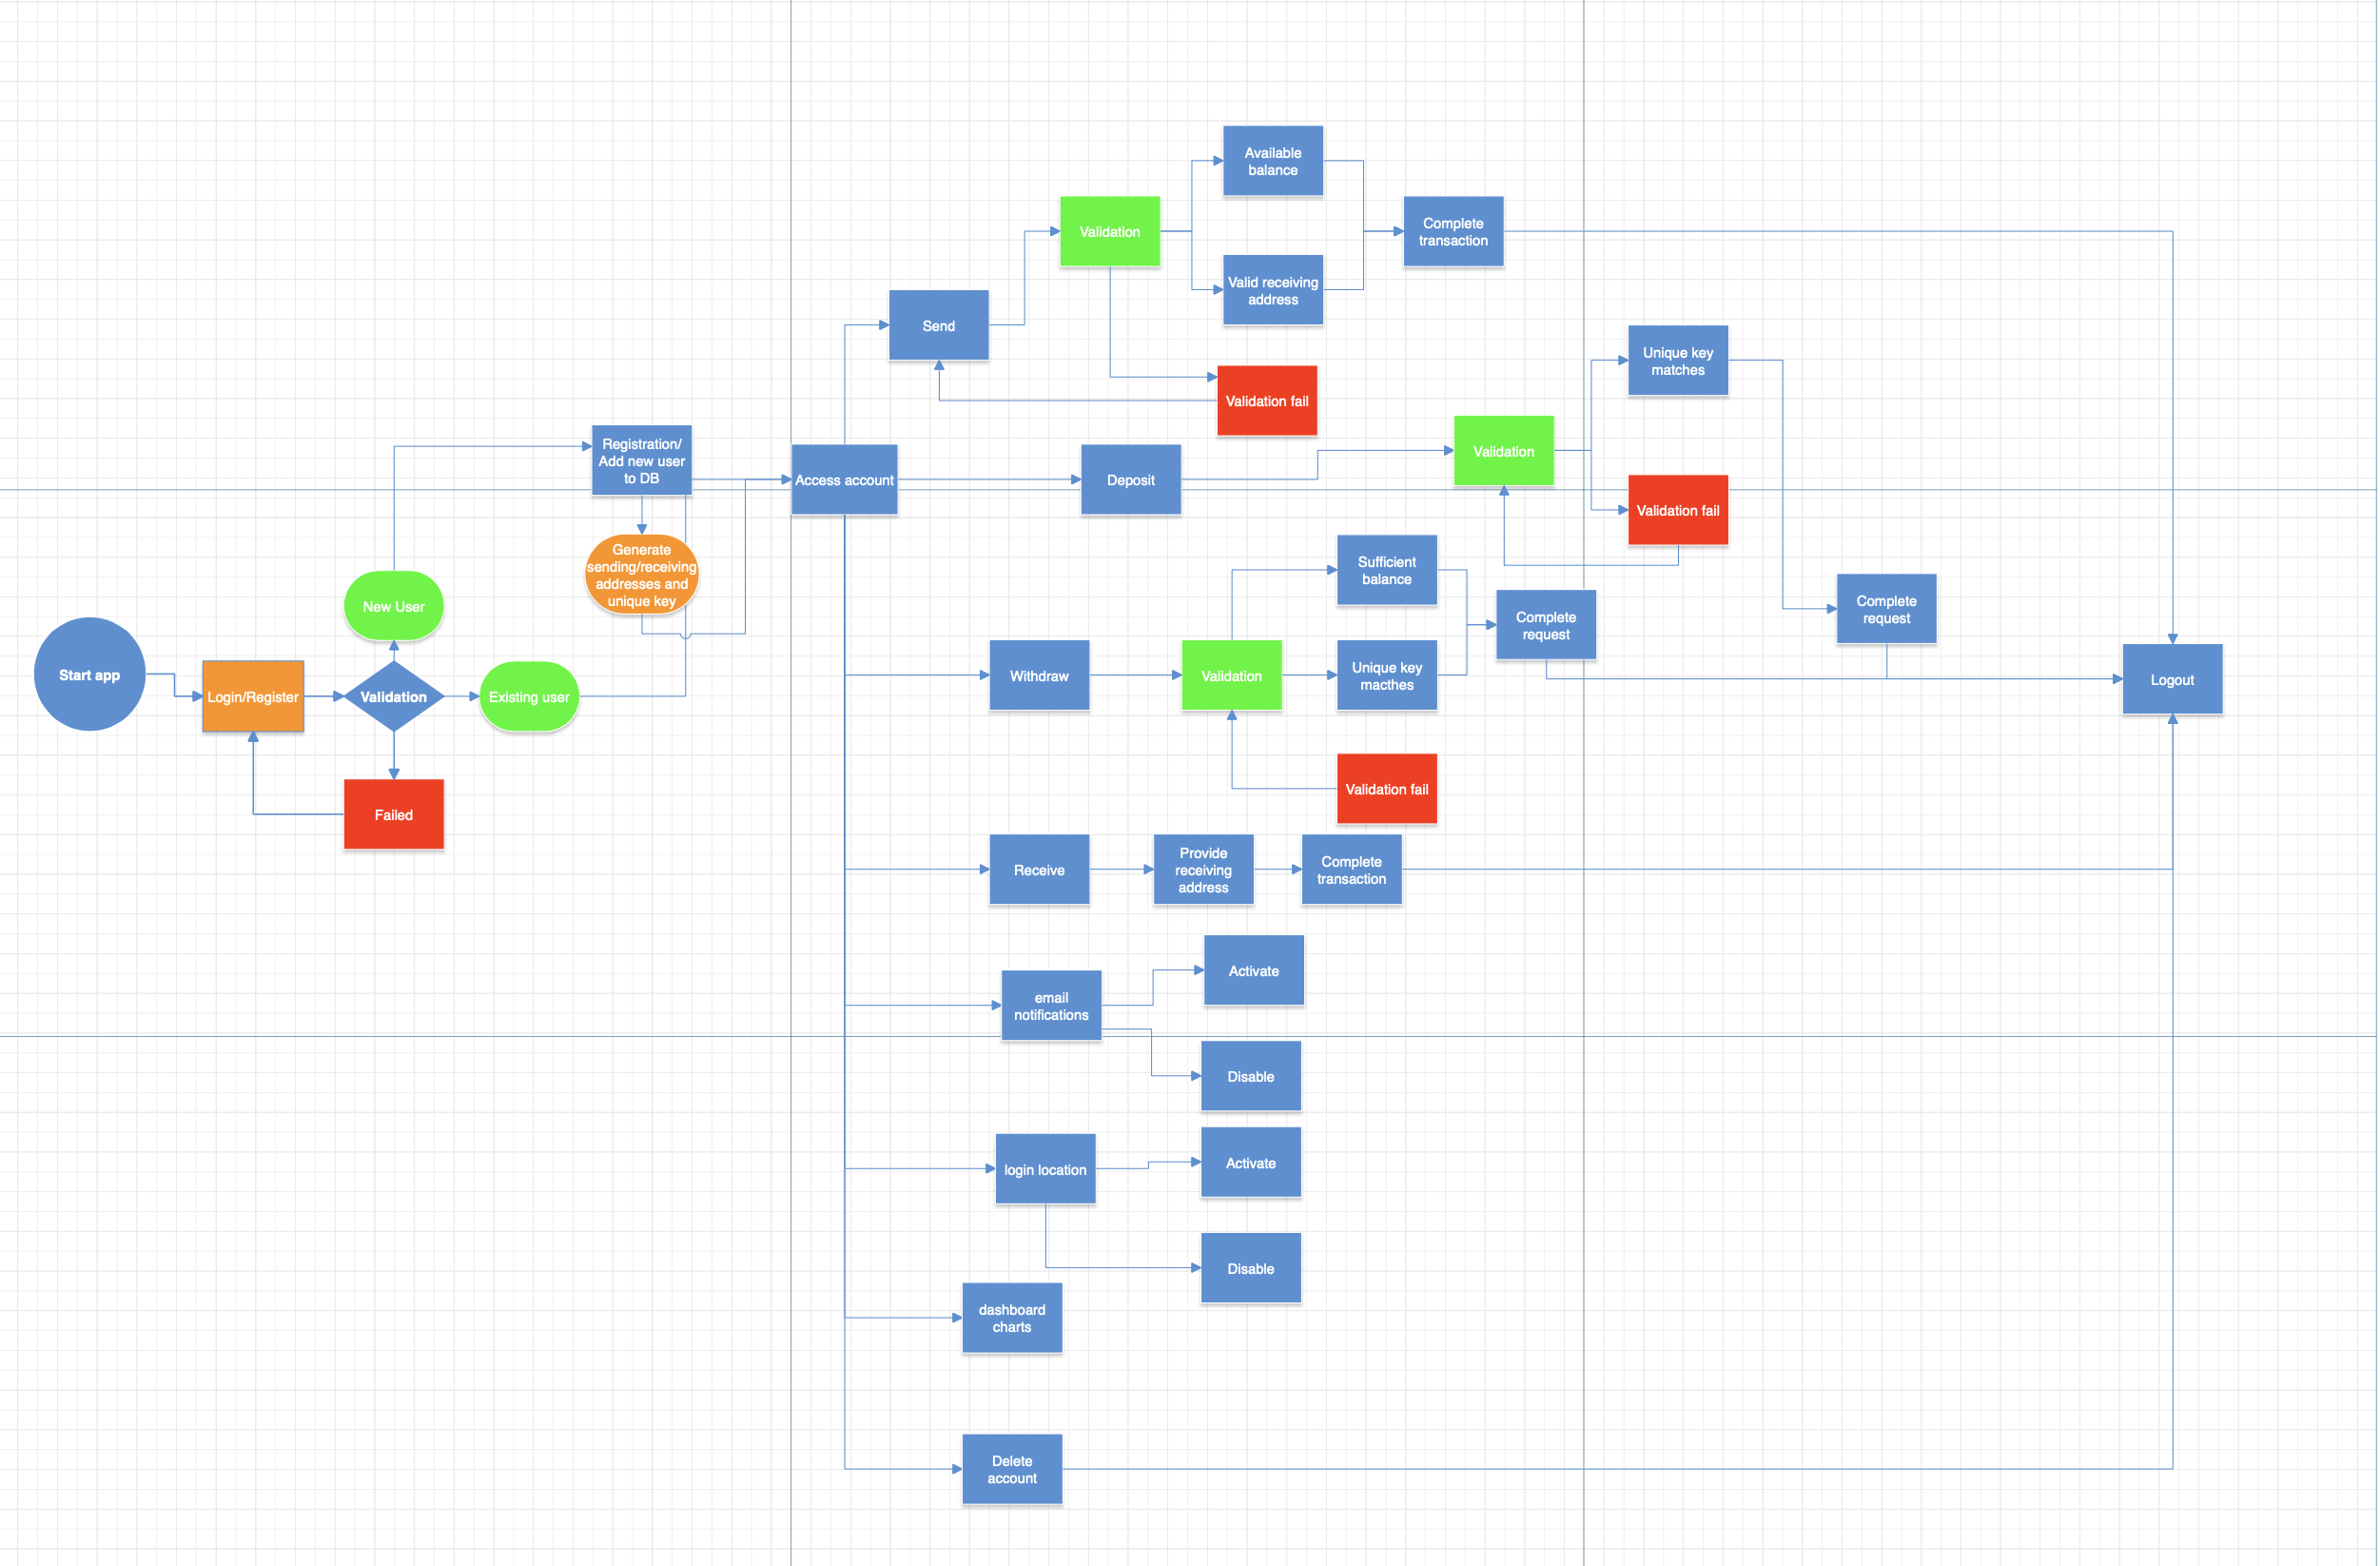 Available
balance
Validation
Complete
transaction
Valid receiving
address
Send
Unique key
matches
Validation fail
Registration/
Add new user
to DB
Access account
Deposit
Validation
Validation fail
Generate
sending/receiving
addresses and
unique key
Sufficient
balance
New User
Complete
request
Complete
request
Start app
Login/Register
Validation
Existing user
Withdraw
Validation
Unique key
macthes
Logout
Failed
Validation fail
Receive
Provide
receiving
address
Complete
transaction
Activate
email
notifications
Disable
login location
Activate
Disable
dashboard
charts
Delete
account